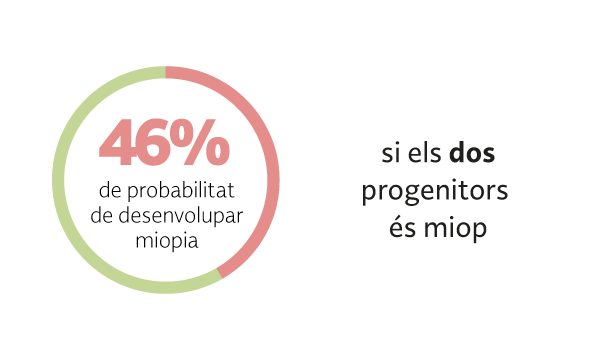 46%
de probabilitat
de desenvolupar
miopia
si els dos
progenitors
és miop